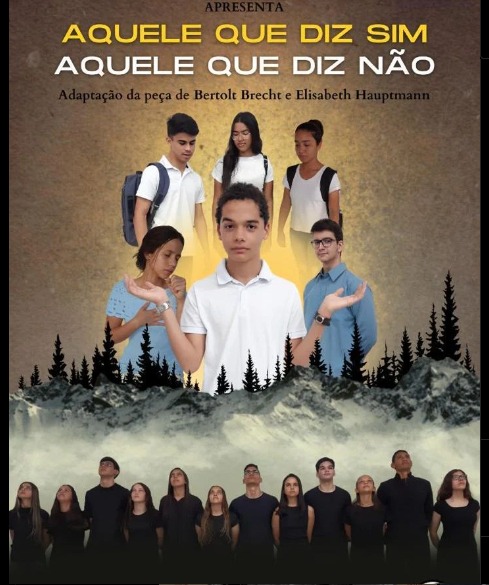 APRESENTA
AQUELE QUE DIZ SIM
AQUELE QUE DIZ NÃO
Adaptação da peça de Bertolt Brecht e Elisabeth Hauptmann